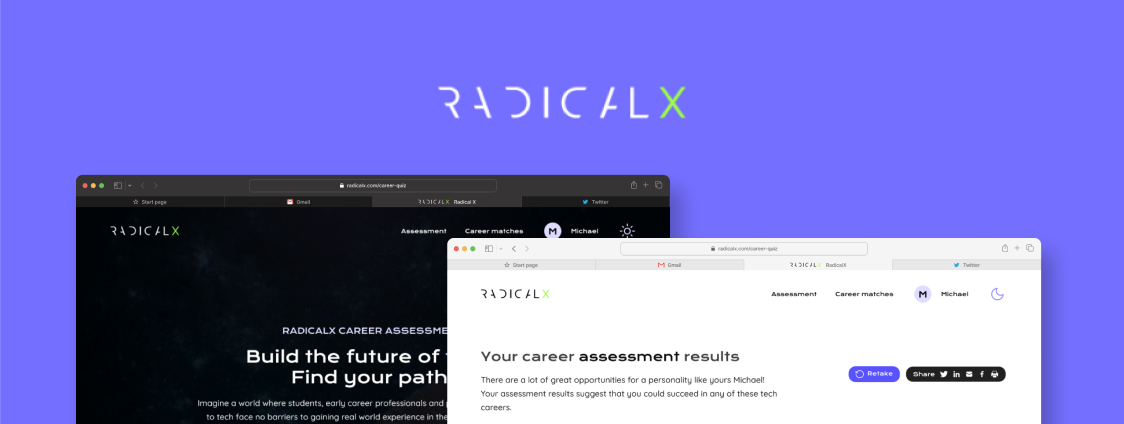 RADICALX
radicalx.com/career-quiz
Start page
Gmail
RADICALX Radical X
Twitter
RADICALX
Assessment
Career matches
M
Michael
RADICALX CAREER ASSESSME
Build the future of
Find your path
Imagine a world where students, early career professionals and
to tech face no barriers to gaining real world experience in the
radicalx.com/career-quiz
Start page
Gmail
RADICALX RadicalX
Twitter
RADICALX
Assessment
Career matches
M
Michael
Your career assessment results
There are a lot of great opportunities for a personality like yours Michael!
Your assessment results suggest that you could succeed in any of these tech
careers.
Retake
Share